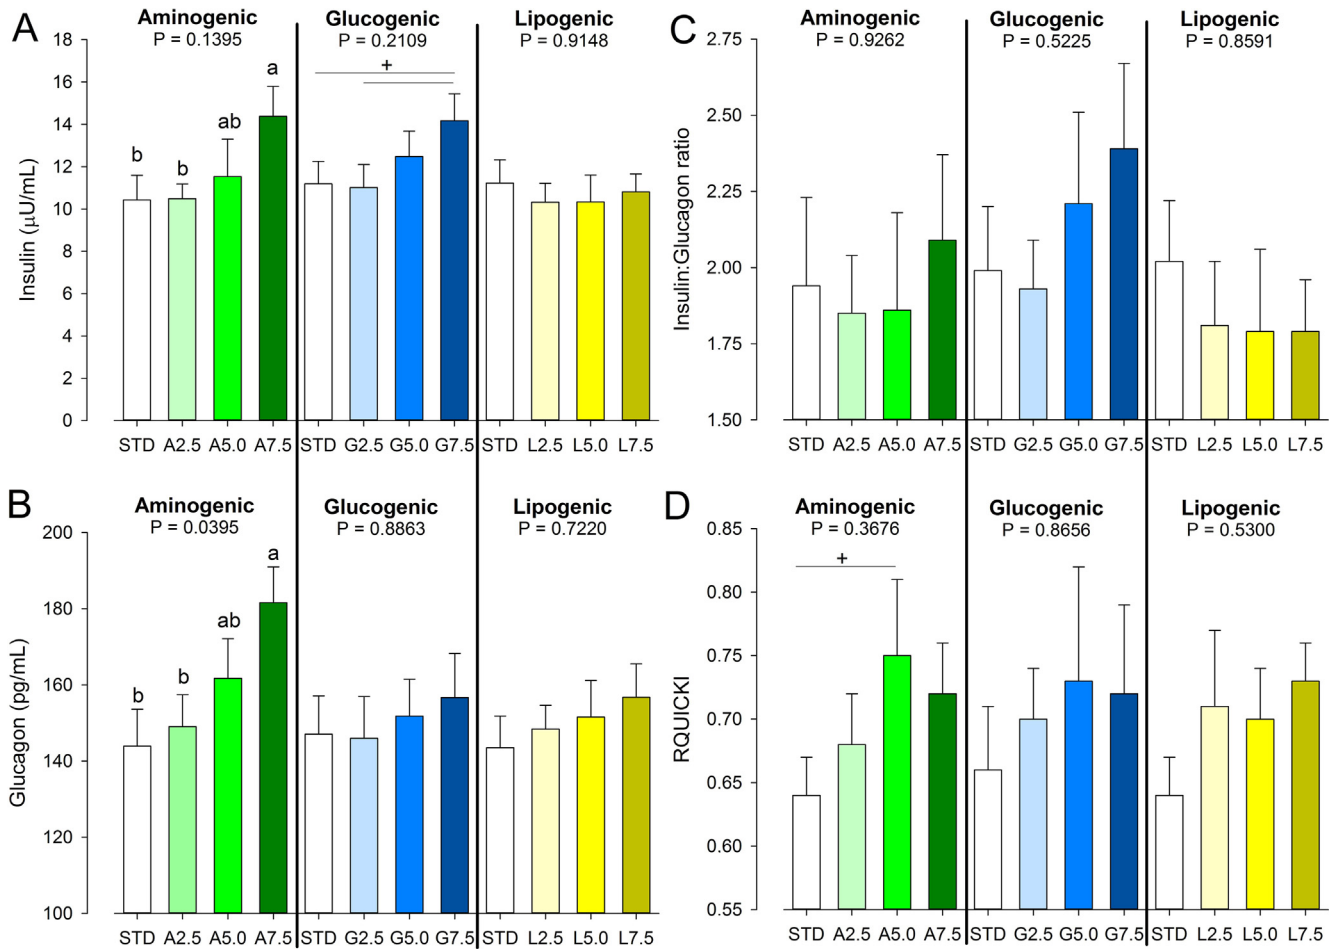 A
Aminogenic
P = 0.1395
Glucogenic
P = 0.2109
Lipogenic
P = 0.9148
Insulin (µU/mL)
18
16
14
12
10
8
6
4
2
0
b
b
ab
a
+
STD A2.5 A5.0 A7.5
STD G2.5 G5.0 G7.5
STD L2.5 L5.0 L7.5
C
Aminogenic
P = 0.9262
Glucogenic
P = 0.5225
Lipogenic
P = 0.8591
Insulin:Glucagon ratio
2.75
2.50
2.25
2.00
1.75
1.50
STD A2.5 A5.0 A7.5
STD G2.5 G5.0 G7.5
STD L2.5 L5.0 L7.5
B
Aminogenic
P = 0.0395
Glucogenic
P = 0.8863
Lipogenic
P = 0.7220
Glucagon (pg/mL)
200
180
160
140
120
100
b
b
ab
a
STD A2.5 A5.0 A7.5
STD G2.5 G5.0 G7.5
STD L2.5 L5.0 L7.5
D
Aminogenic
P = 0.3676
Glucogenic
P = 0.8656
Lipogenic
P = 0.5300
RQUICKI
0.85
0.80
0.75
0.70
0.65
0.60
0.55
+
STD A2.5 A5.0 A7.5
STD G2.5 G5.0 G7.5
STD L2.5 L5.0 L7.5